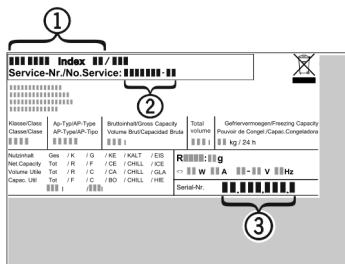 1
Index /
Service-Nr./No.Service: -
2
Klasse/Class Ap-Typ/AP-Type Bruttoinhalt/Gross Capacity Total Gefriervermoegen/Freezing Capacity
Classe/Clase AP-Type/AP-Tipo Volume Brut/Capacidad Bruta volume Pouvoir de Congel./Capac.Congeladora
l l kg / 24 h
Nutzinhalt Ges / K / G / KE / KALT / EIS
Net.Capacity Tot / R / F / CE / CHILL / ICE
Volume Utile Tot / R / C / CA / CHILL / GLA
Capac. Util Tot / F / C / BO / CHILL / HIE
l / l
R : g
W A - V Hz
Serial-Nr. . . .
3